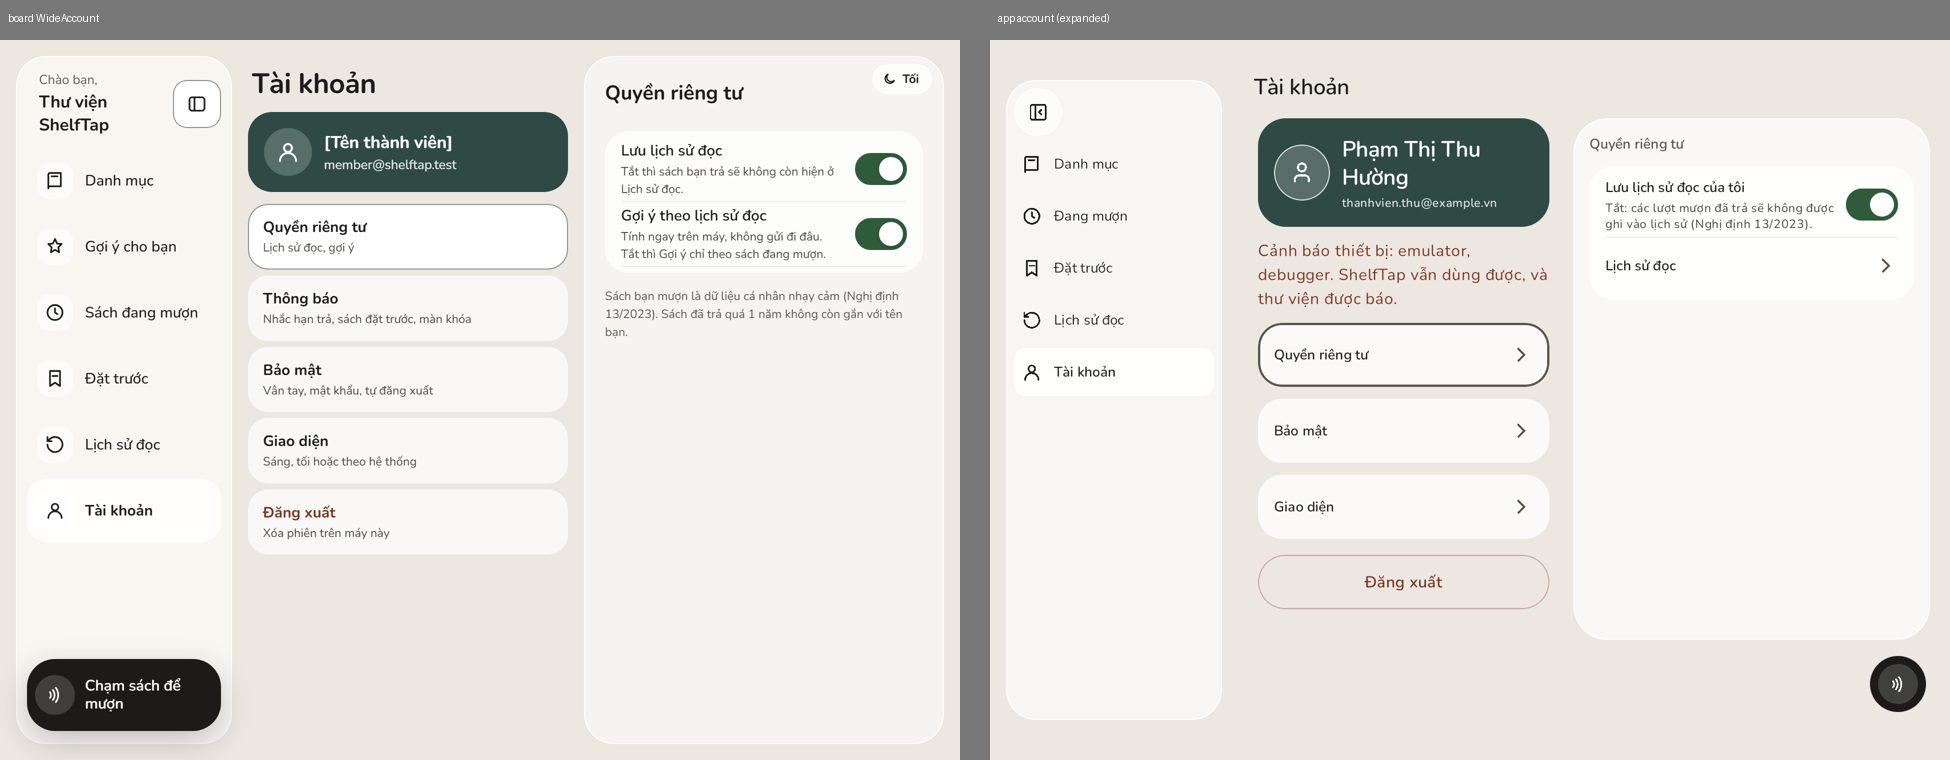 board WideAccount
Chào bạn,
Thư viện
ShelfTap
Danh mục
Gợi ý cho bạn
Sách đang mượn
Đặt trước
Lịch sử đọc
Tài khoản
Chạm sách để
mượn
Tài khoản
[Tên thành viên]
member@shelftap.test
Quyền riêng tư
Lịch sử đọc, gợi ý
Thông báo
Nhắc hạn trả, sách đặt trước, màn khóa
Bảo mật
Vân tay, mật khẩu, tự đăng xuất
Giao diện
Sáng, tối hoặc theo hệ thống
Đăng xuất
Xóa phiên trên máy này
Tối
Quyền riêng tư
Lưu lịch sử đọc
Tắt thì sách bạn trả sẽ không còn hiện ở
Lịch sử đọc.
Gợi ý theo lịch sử đọc
Tính ngay trên máy, không gửi đi đâu.
Tắt thì Gợi ý chỉ theo sách đang mượn.
Sách bạn mượn là dữ liệu cá nhân nhạy cảm (Nghị định
13/2023). Sách đã trả quá 1 năm không còn gắn với tên
bạn.
app account (expanded)
Danh mục
Đang mượn
Đặt trước
Lịch sử đọc
Tài khoản
Tài khoản
Phạm Thị Thu
Hường
thanhvien.thu@example.vn
Cảnh báo thiết bị: emulator,
debugger. ShelfTap vẫn dùng được, và
thư viện được báo.
Quyền riêng tư
Bảo mật
Giao diện
Đăng xuất
Quyền riêng tư
Lưu lịch sử đọc của tôi
Tắt: các lượt mượn đã trả sẽ không được
ghi vào lịch sử (Nghị định 13/2023).
Lịch sử đọc